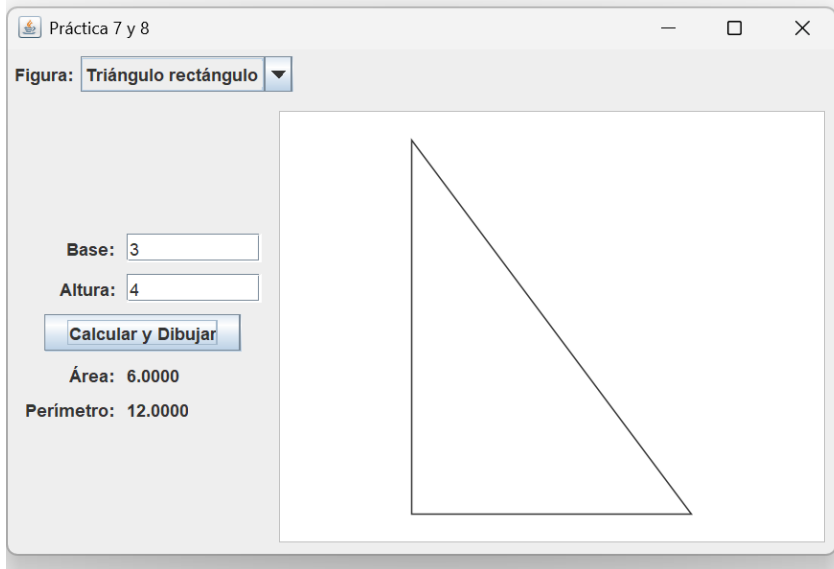 Práctica 7 y 8
Figura: Triángulo rectángulo
Base: 3
Altura: 4
Calcular y Dibujar
Área: 6.0000
Perímetro: 12.0000